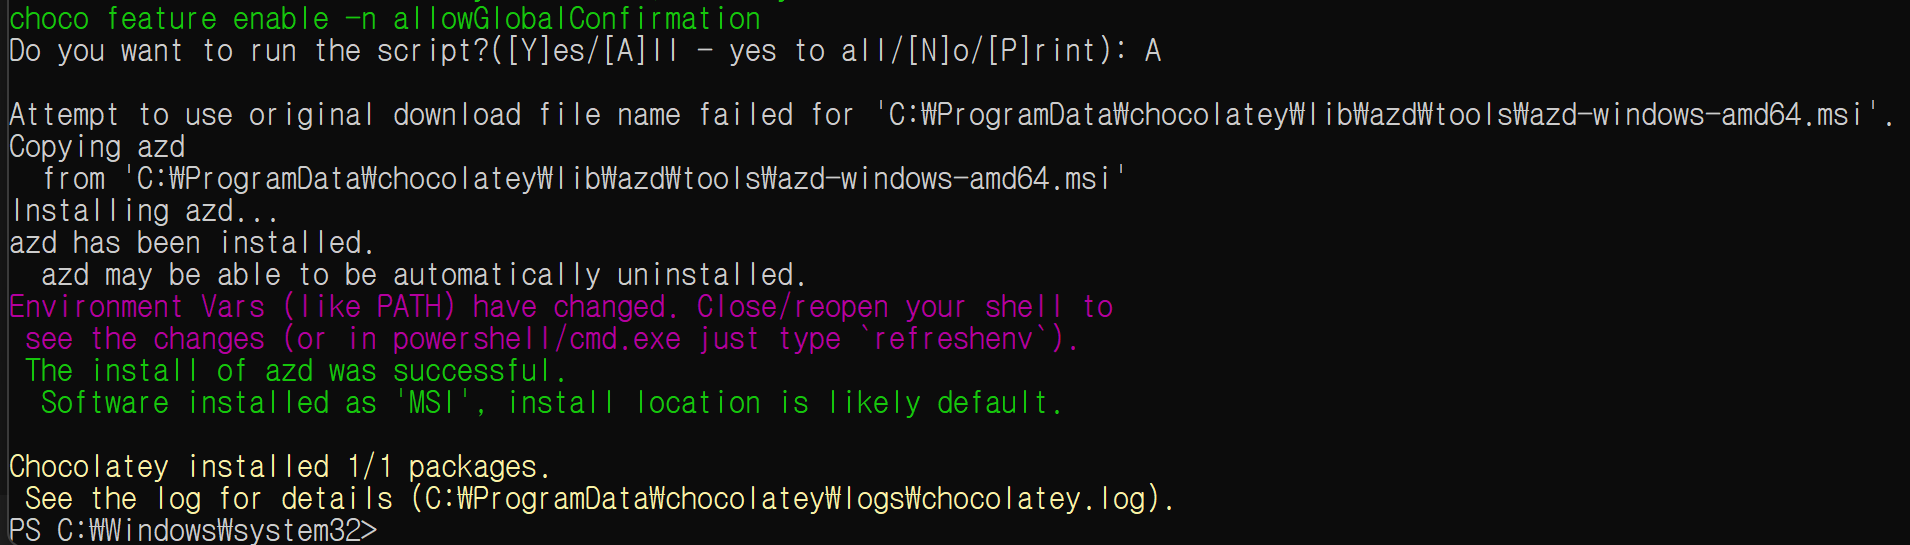 choco feature enable -n allowGlobalConfirmation
Do you want to run the script?([Y]es/[A]ll - yes to all/[N]o/[P]rint): A
Attempt to use original download file name failed for 'C:₩ProgramData₩chocolatey₩lib₩azd₩tools₩azd-windows-amd64.msi'.
Copying azd
  from 'C:₩ProgramData₩chocolatey₩lib₩azd₩tools₩azd-windows-amd64.msi'
Installing azd...
azd has been installed.
  azd may be able to be automatically uninstalled.
Environment Vars (like PATH) have changed. Close/reopen your shell to
 see the changes (or in powershell/cmd.exe just type `refreshenv`).
 The install of azd was successful.
  Software installed as 'MSI', install location is likely default.
Chocolatey installed 1/1 packages.
 See the log for details (C:₩ProgramData₩chocolatey₩logs₩chocolatey.log).
PS C:₩Windows₩system32>